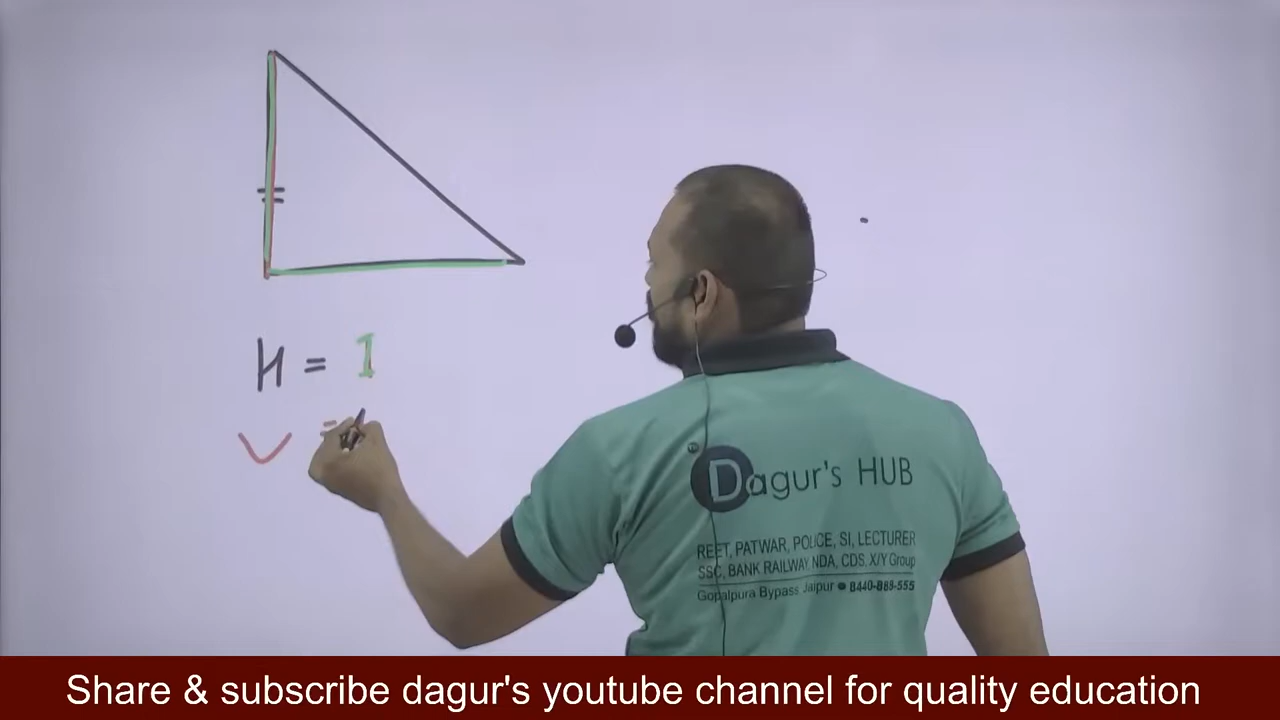 H = 1
V =
Dagur's HUB
REET, PATWAR, POLICE, SI, LECTURER
SSC, BANK RAILWAY, NDA, CDS, X/Y Group
Gopalpura Bypass Jaipur 8440-888-555
Share & subscribe dagur's youtube channel for quality education